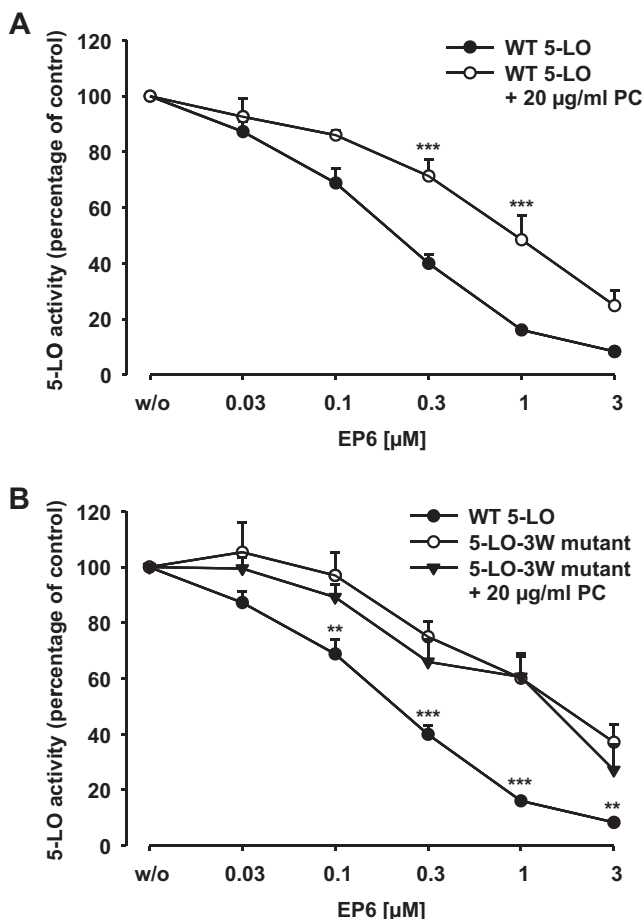 A
120
100
80
60
40
20
0
5-LO activity (percentage of control)
WT 5-LO
WT 5-LO
+ 20 µg/ml PC
***
***
w/o 0.03 0.1 0.3 1 3
EP6 [µM]
B
120
100
80
60
40
20
0
5-LO activity (percentage of control)
WT 5-LO
5-LO-3W mutant
5-LO-3W mutant
+ 20 µg/ml PC
**
***
***
**
w/o 0.03 0.1 0.3 1 3
EP6 [µM]